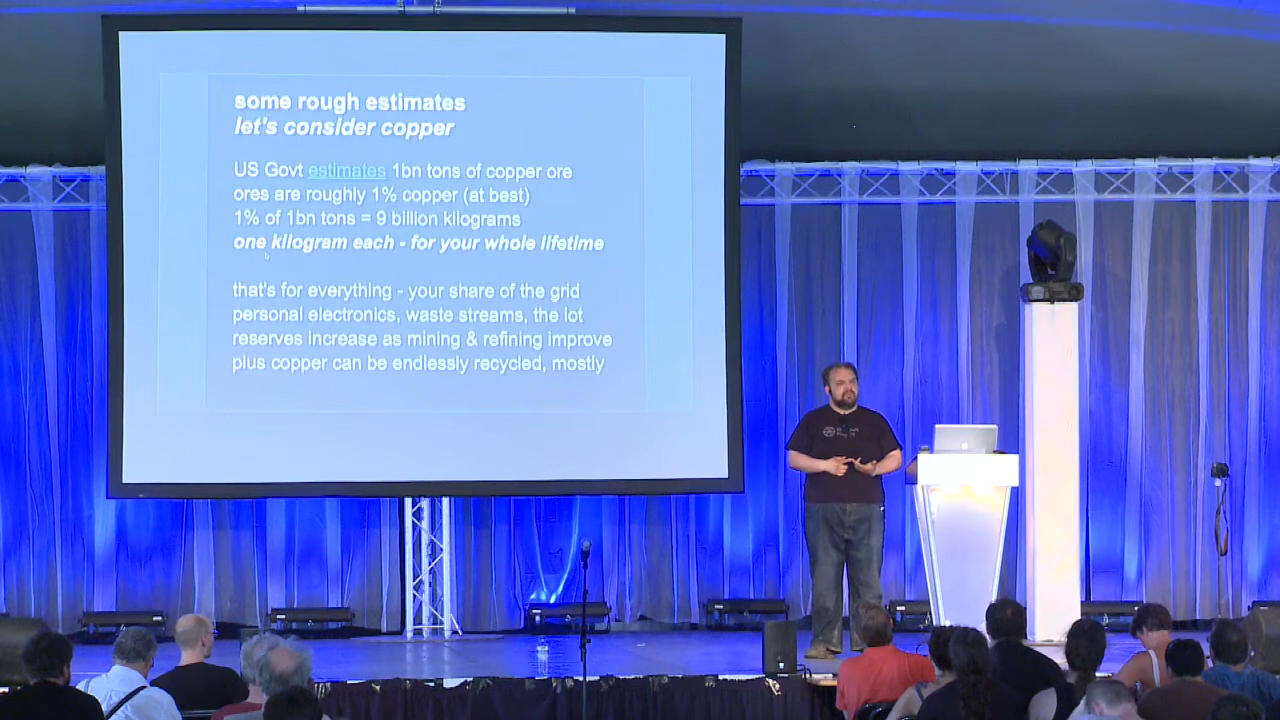 some rough estimates
let's consider copper
US Govt estimates 1bn tons of copper ore
ores are roughly 1% copper (at best)
1% of 1bn tons = 9 billion kilograms
one kilogram each - for your whole lifetime
that's for everything - your share of the grid
personal electronics, waste streams, the lot
reserves increase as mining & refining improve
plus copper can be endlessly recycled, mostly